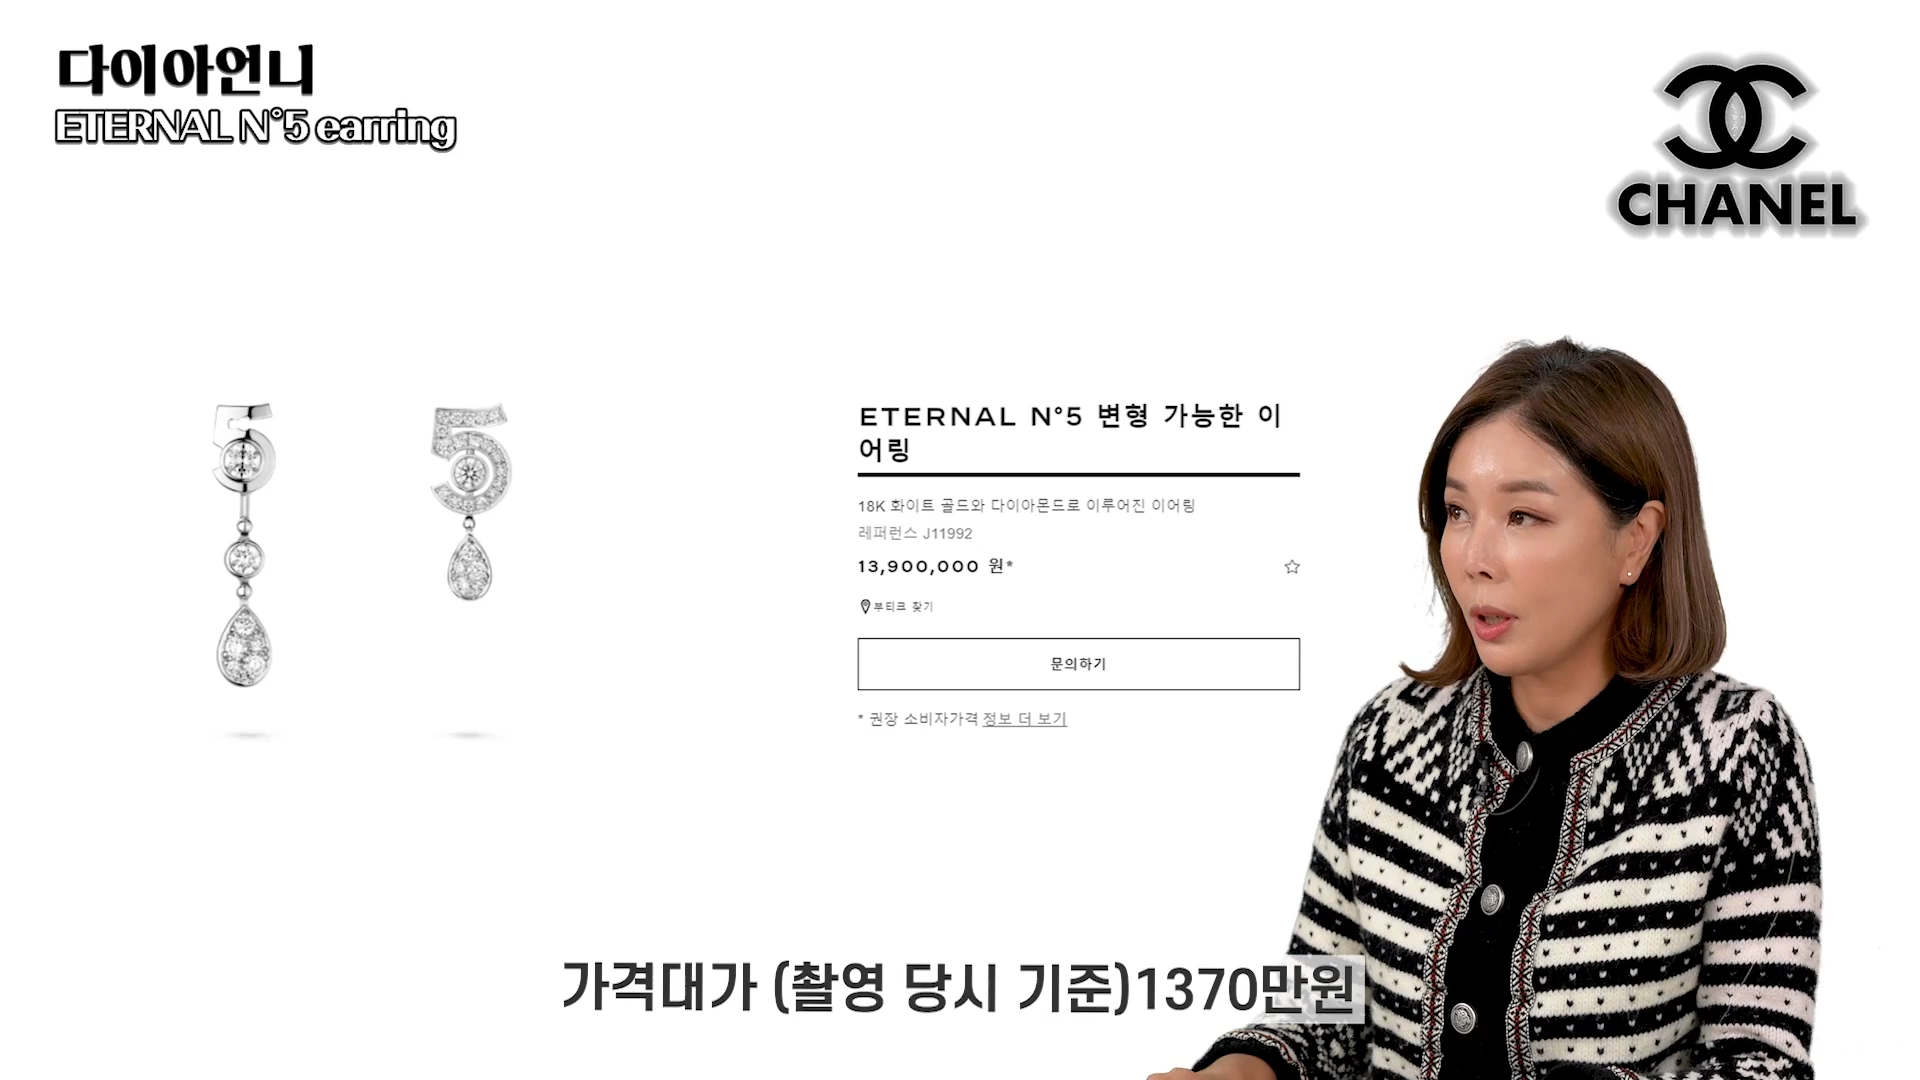 다이아언니
ETERNAL N°5 earring
CHANEL
ETERNAL N°5 변형 가능한 이
어링
18K 화이트 골드와 다이아몬드로 이루어진 이어링
레퍼런스 J11992
13,900,000 원*
부티크 찾기
문의하기
* 권장 소비자가격 정보 더 보기
가격대가 (촬영 당시 기준)1370만원